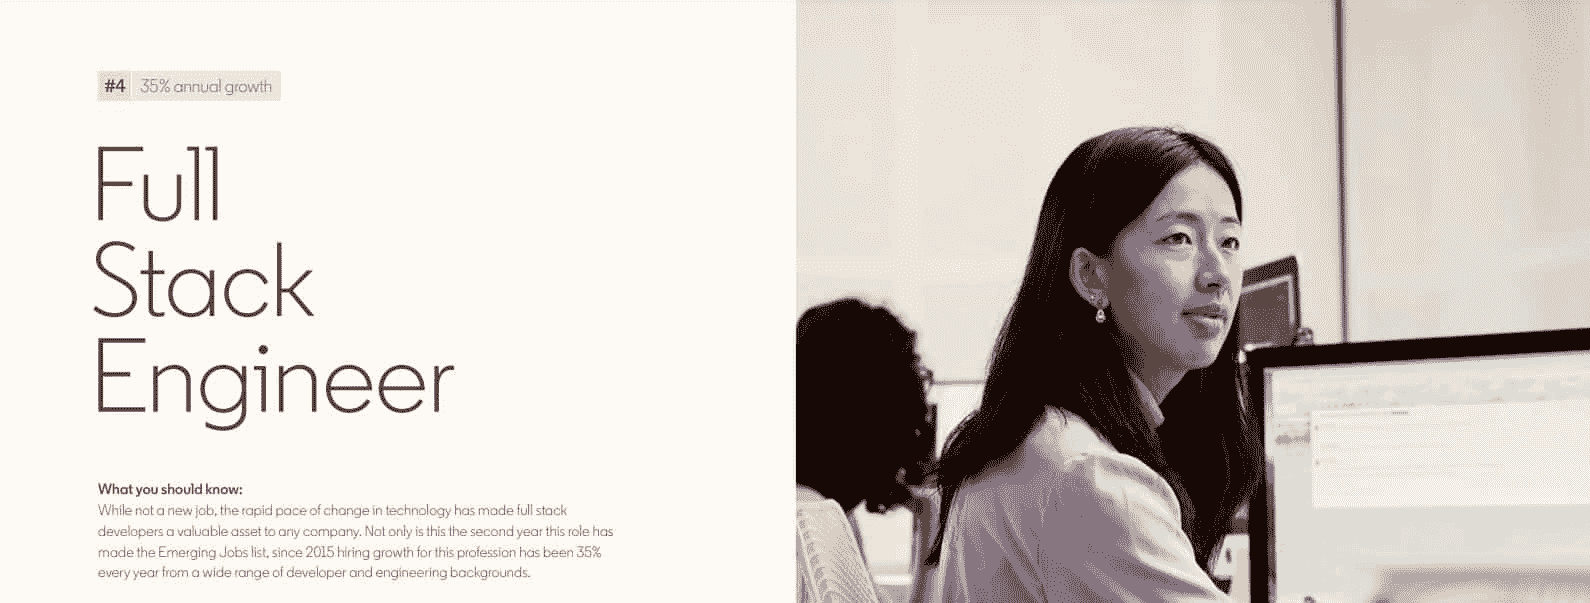 #4 35% annual growth
Full
Stack
Engineer
What you should know:
While not a new job, the rapid pace of change in technology has made full stack
developers a valuable asset to any company. Not only is this the second year this role has
made the Emerging Jobs list, since 2015 hiring growth for this profession has been 35%
every year from a wide range of developer and engineering backgrounds.